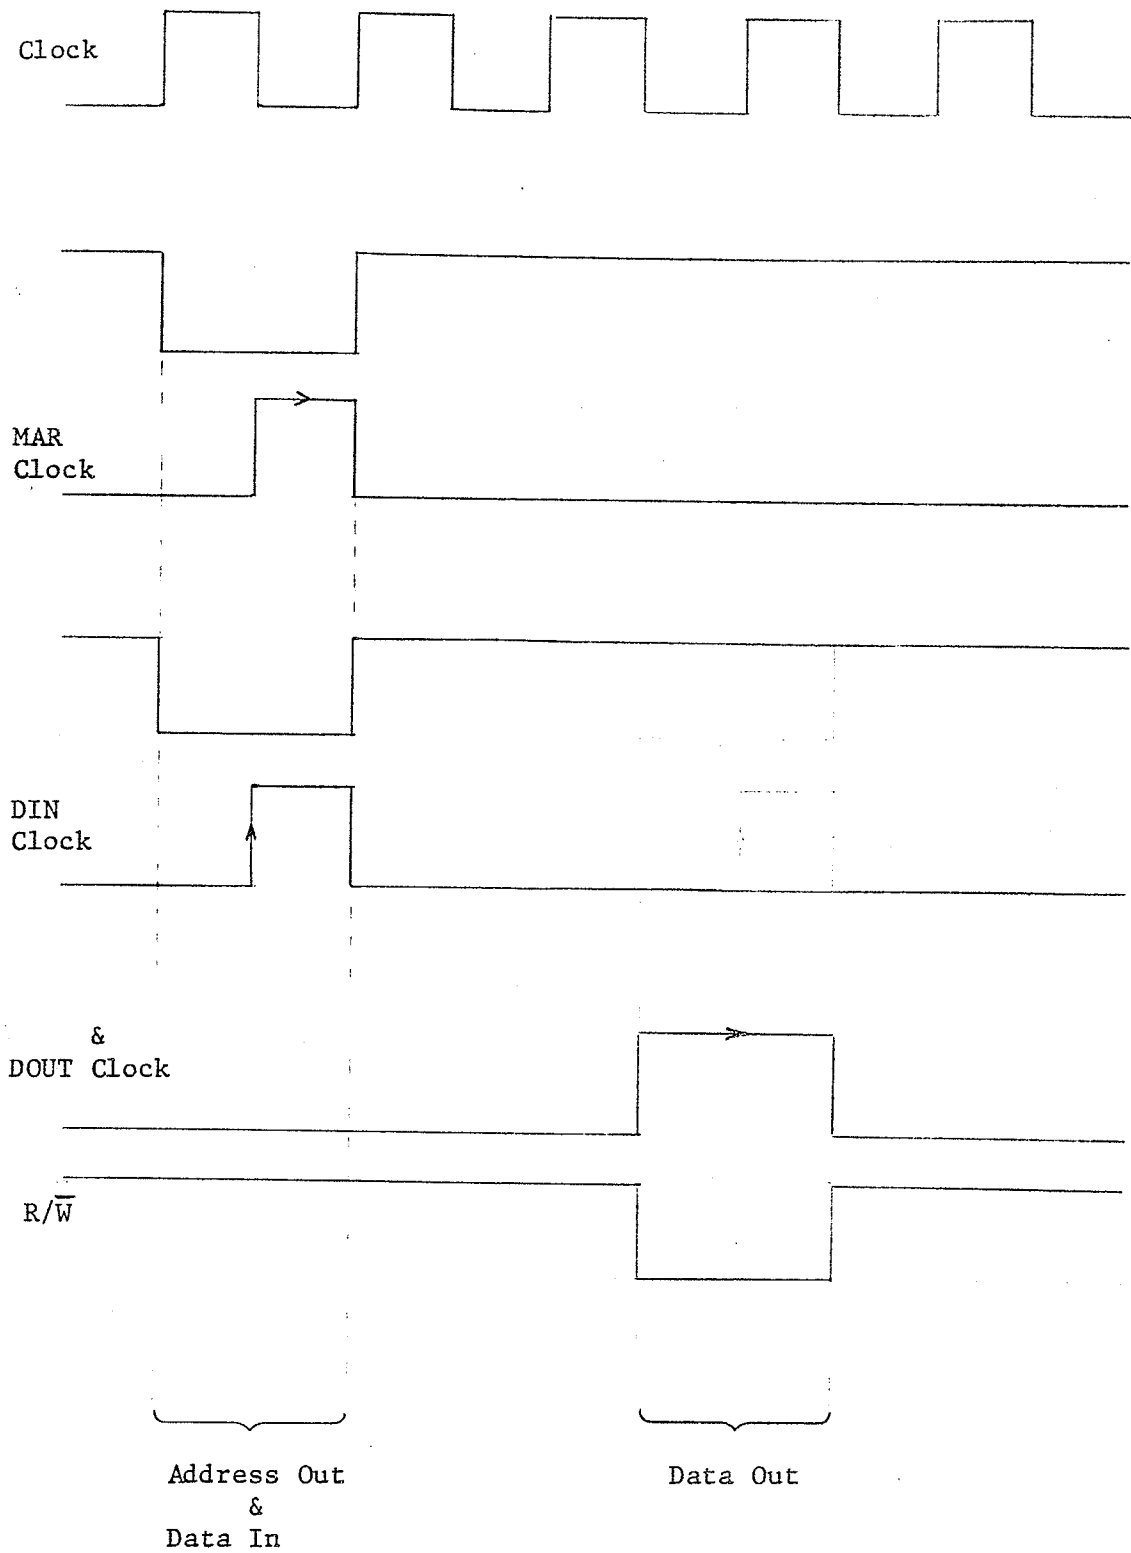 Clock
MAR
Clock
DIN
Clock
&
DOUT Clock
R/W̅
Address Out
&
Data In
Data Out